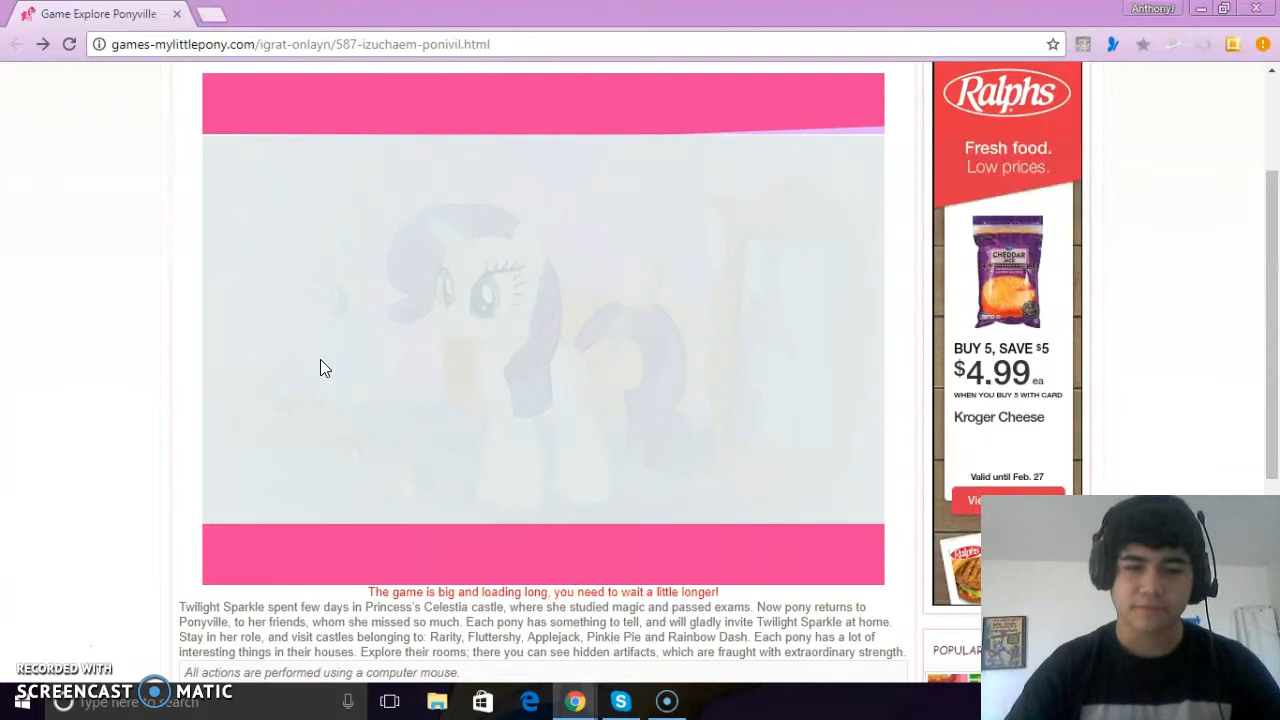 Game Explore Ponyville
AnthonyJ
games-mylittlepony.com/igrat-onlayn/587-izuchaem-ponivil.html
Ralphs
Fresh food.
Low prices.
CHEDDAR
JACK
BUY 5, SAVE $5
$4.99 ea
WHEN YOU BUY 5 WITH CARD
Kroger Cheese
Valid until Feb. 27
Vie
Ralphs
The game is big and loading long, you need to wait a little longer!
Twilight Sparkle spent few days in Princess's Celestia castle, where she studied magic and passed exams. Now pony returns to
Ponyville, to her friends, whom she missed so much. Each pony has something to tell, and will gladly invite Twilight Sparkle at home.
Stay in her role, and visit castles belonging to: Rarity, Fluttershy, Applejack, Pinkie Pie and Rainbow Dash. Each pony has a lot of
interesting things in their houses. Explore their rooms; there you can see hidden artifacts, which are fraught with extraordinary strength.
POPULAR
All actions are performed using a computer mouse.
RECORDED WITH
SCREENCAST MATIC
Type here to search